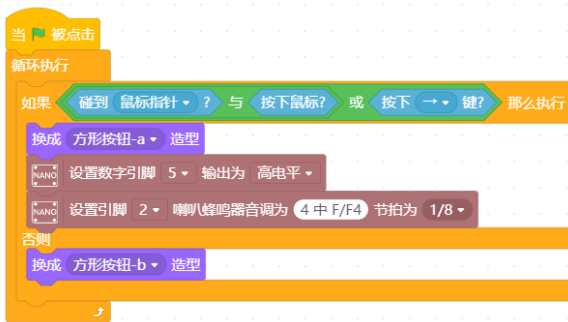 当 被点击
循环执行
如果 碰到 鼠标指针 ? 与 按下鼠标? 或 按下 → 键? 那么执行
换成 方形按钮-a 造型
NANO 设置数字引脚 5 输出为 高电平
NANO 设置引脚 2 喇叭蜂鸣器音调为 4 中 F/F4 节拍为 1/8
否则
换成 方形按钮-b 造型